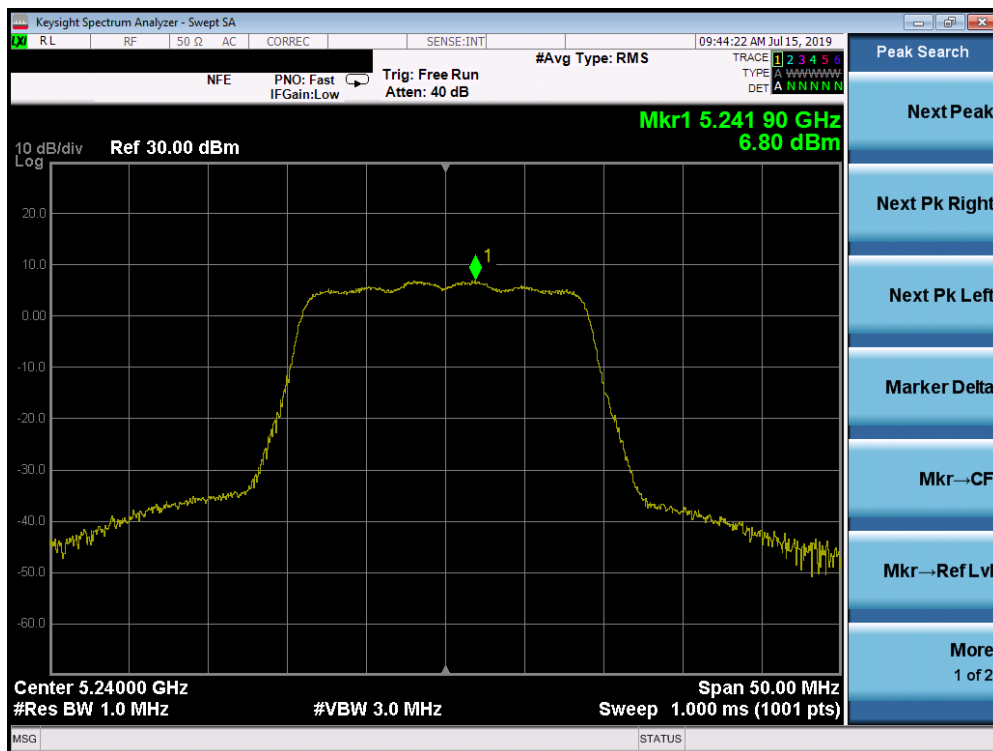 Keysight Spectrum Analyzer - Swept SA
LXI RL RF 50 Ω AC CORREC SENSE:INT 09:44:22 AM Jul 15, 2019
#Avg Type: RMS TRACE 1 2 3 4 5 6
NFE PNO: Fast Trig: Free Run TYPE A WWWWW
IFGain:Low Atten: 40 dB DET A N N N N N
Mkr1 5.241 90 GHz
6.80 dBm
10 dB/div Ref 30.00 dBm
Log
20.0
1
10.0
0.00
-10.0
-20.0
-30.0
-40.0
-50.0
-60.0
Center 5.24000 GHz Span 50.00 MHz
#Res BW 1.0 MHz #VBW 3.0 MHz Sweep 1.000 ms (1001 pts)
MSG STATUS
Peak Search
Next Peak
Next Pk Right
Next Pk Left
Marker Delta
Mkr→CF
Mkr→Ref Lvl
More
1 of 2